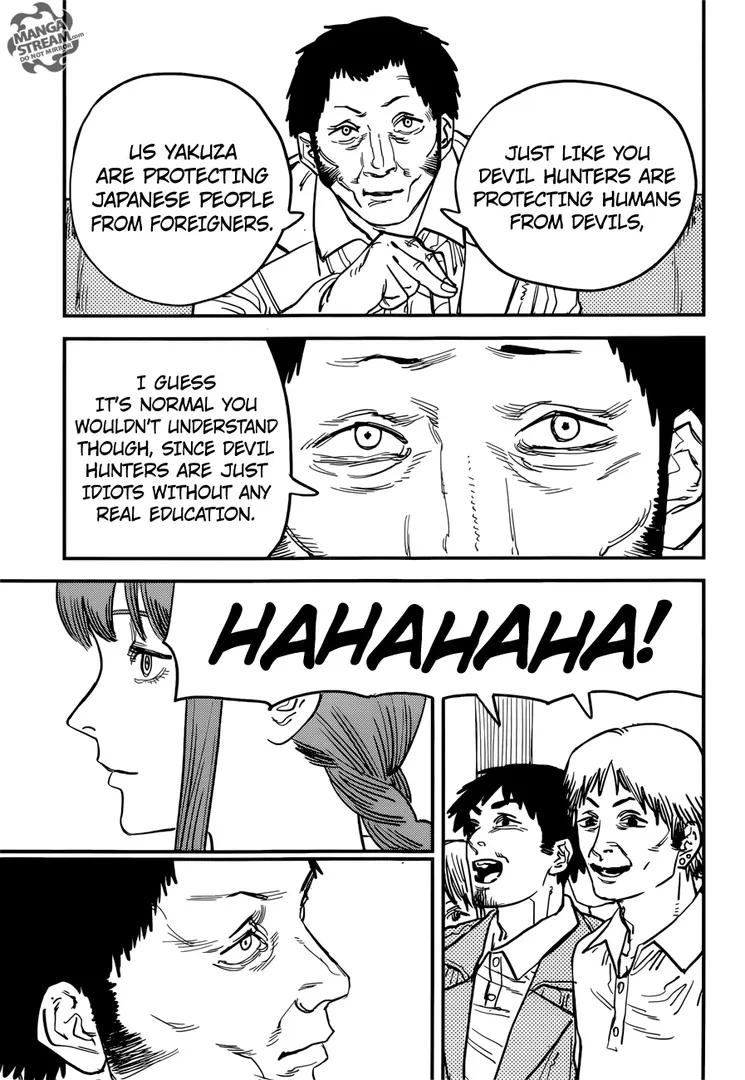 MANGA
STREAM.COM
DO NOT MIRROR
JUST LIKE YOU
DEVIL HUNTERS ARE
PROTECTING HUMANS
FROM DEVILS,
US YAKUZA
ARE PROTECTING
JAPANESE PEOPLE
FROM FOREIGNERS.
I GUESS
IT'S NORMAL YOU
WOULDN'T UNDERSTAND
THOUGH, SINCE DEVIL
HUNTERS ARE JUST
IDIOTS WITHOUT ANY
REAL EDUCATION.
HAHAHAHA!